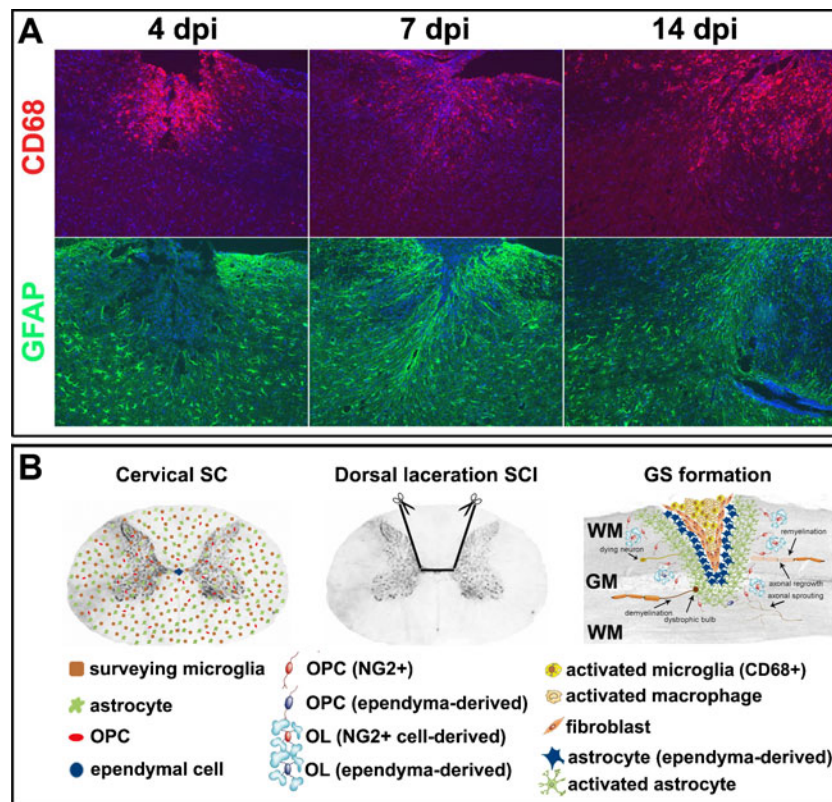 A
4 dpi 7 dpi 14 dpi
CD68
GFAP
B
Cervical SC
Dorsal laceration SCI
GS formation
WM
dying neuron
remyelination
axonal regrowth
GM
axonal sprouting
demyelination
dystrophic bulb
WM
surveying microglia
astrocyte
OPC
ependymal cell
OPC (NG2+)
OPC (ependyma-derived)
OL (NG2+ cell-derived)
OL (ependyma-derived)
activated microglia (CD68+)
activated macrophage
fibroblast
astrocyte (ependyma-derived)
activated astrocyte